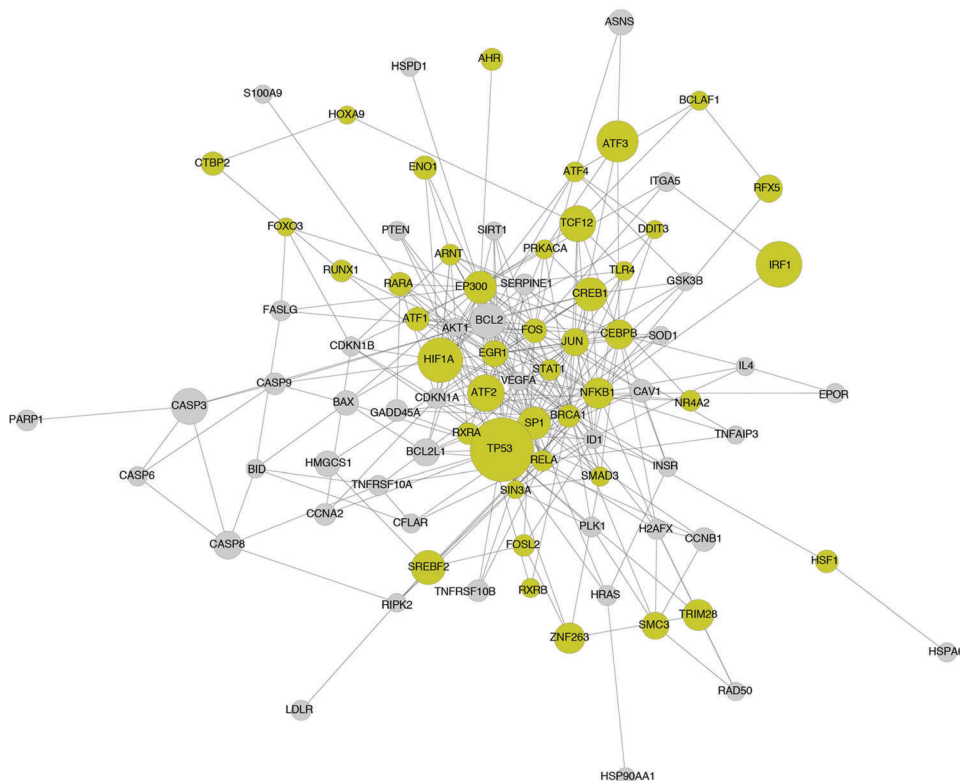 ASNS
AHR
HSPD1
S100A9
BCLAF1
HOXA9
ATF3
CTBP2
ENO1
ATF4
ITGA5
RFX5
FOXO3
PTEN
SIRT1
TCF12
DDIT3
PRKACA
ARNT
RUNX1
RARA
EP300
SERPINE1
TLR4
GSK3B
IRF1
CREB1
FASLG
ATF1
AKT1
BCL2
FOS
JUN
CEBPB
SOD1
CDKN1B
EGR1
HIF1A
STAT1
IL4
VEGFA
CASP9
ATF2
CDKN1A
NFKB1
CAV1
EPOR
CASP3
BAX
GADD45A
BRCA1
NR4A2
PARP1
SP1
RXRA
ID1
TNFAIP3
TP53
BCL2L1
RELA
HMGCS1
BID
INSR
CASP6
TNFRSF10A
SIN3A
SMAD3
CCNA2
CFLAR
PLK1
H2AFX
CCNB1
CASP8
FOSL2
SREBF2
HSF1
TNFRSF10B
RXRB
HRAS
RIPK2
TRIM28
SMC3
ZNF263
HSPA6
RAD50
LDLR
HSP90AA1